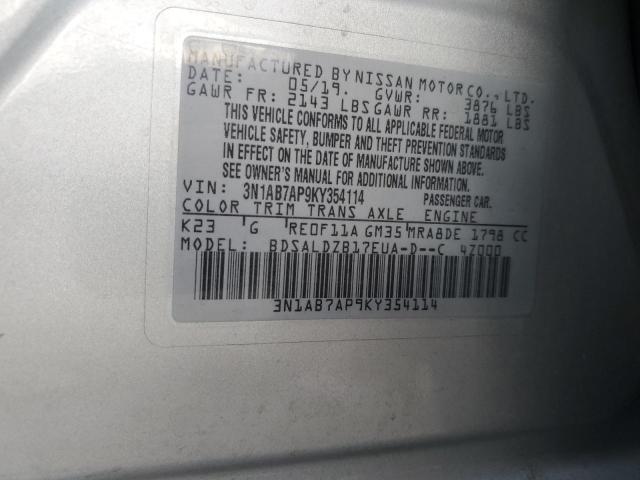 MANUFACTURED BY NISSAN MOTOR CO., LTD.
DATE: 05/19. GVWR: 3876 LBS
GAWR FR: 2143 LBS GAWR RR: 1881 LBS
THIS VEHICLE CONFORMS TO ALL APPLICABLE FEDERAL MOTOR
VEHICLE SAFETY, BUMPER AND THEFT PREVENTION STANDARDS
IN EFFECT ON THE DATE OF MANUFACTURE SHOWN ABOVE.
SEE OWNER'S MANUAL FOR ADDITIONAL INFORMATION.
VIN: 3N1AB7AP9KY354114 PASSENGER CAR.
COLOR TRIM TRANS AXLE ENGINE
K23 G RE0F11A GM35 MRA8DE 1798 CC
MODEL: BDSALDZB17EUA-D--C 4Z000
3N1AB7AP9KY354114